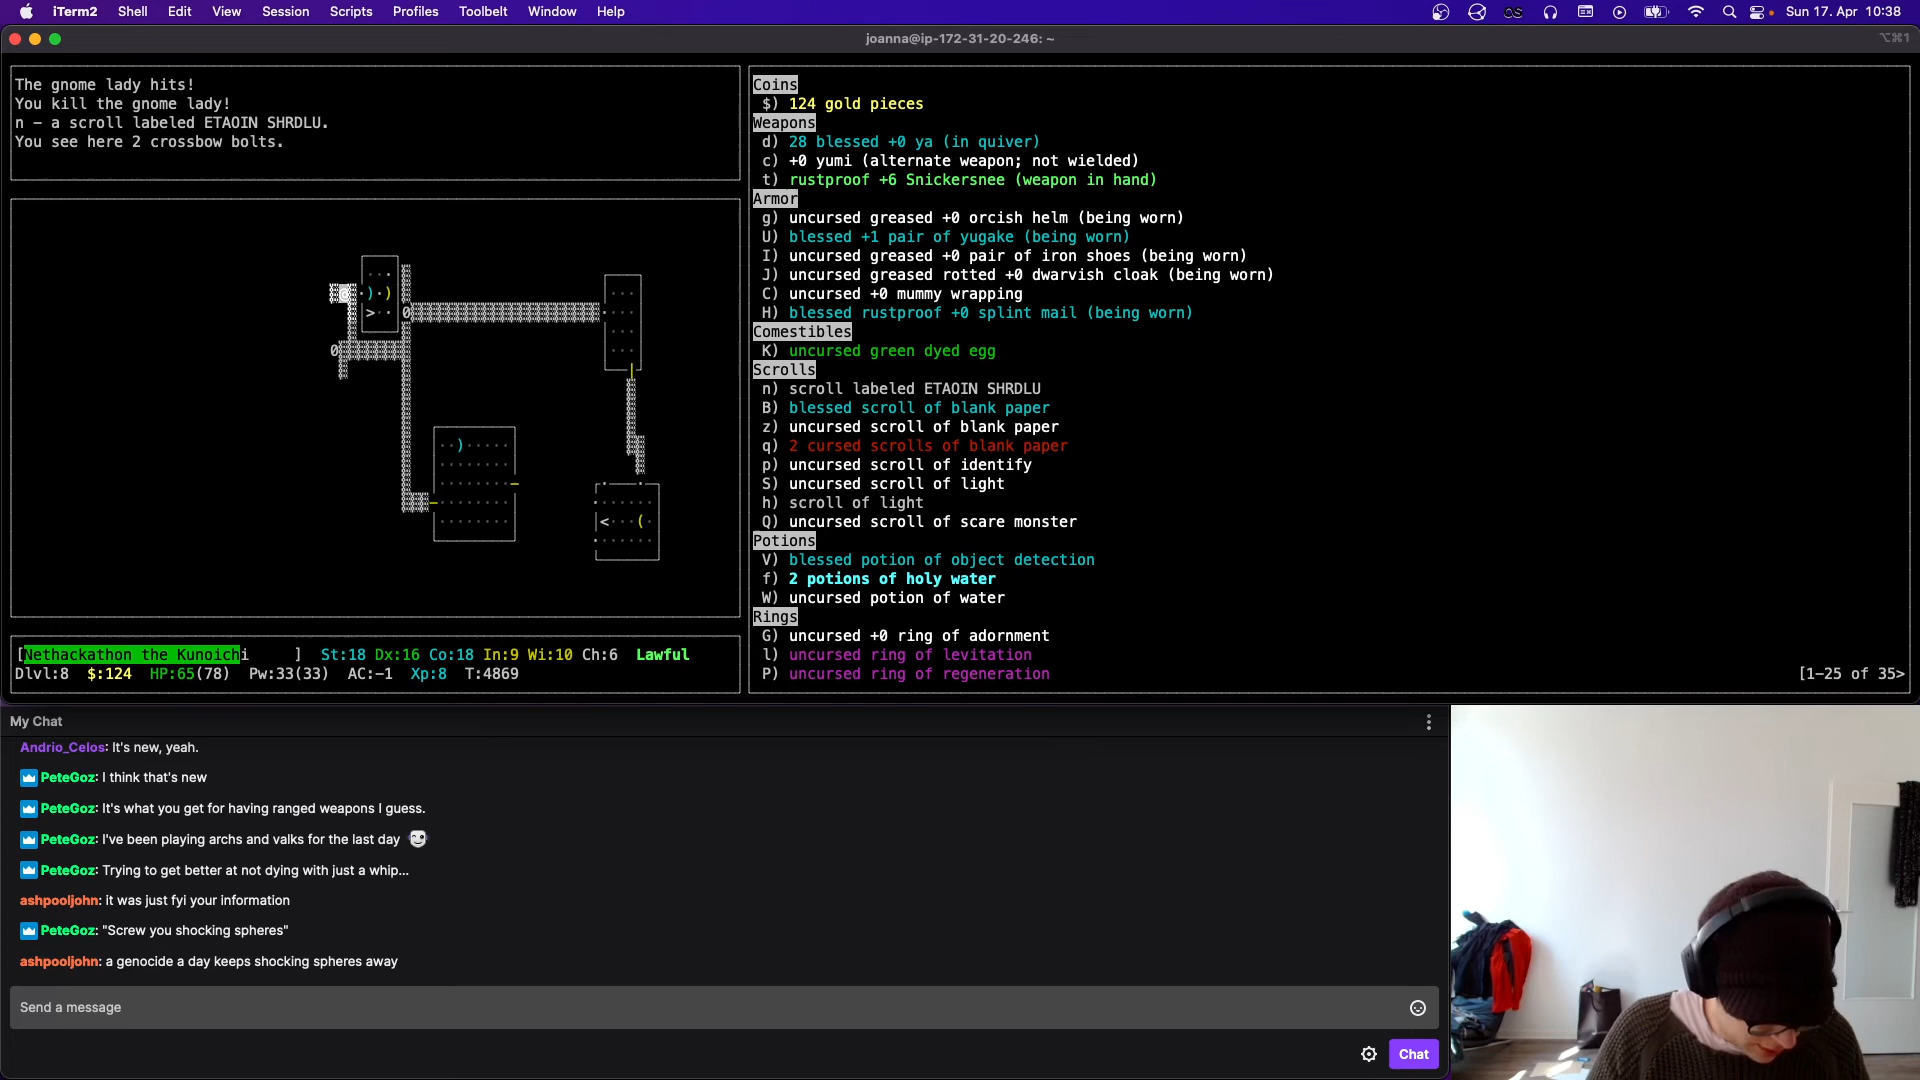 iTerm2 Shell Edit View Session Scripts Profiles Toolbelt Window Help Sun 17. Apr 10:38
joanna@ip-172-31-20-246: ~ ⌥⌘1
The gnome lady hits!
You kill the gnome lady!
n - a scroll labeled ETAOIN SHRDLU.
You see here 2 crossbow bolts.
[Nethackathon the Kunoichi ] St:18 Dx:16 Co:18 In:9 Wi:10 Ch:6 Lawful
Dlvl:8 $:124 HP:65(78) Pw:33(33) AC:-1 Xp:8 T:4869
Coins
$) 124 gold pieces
Weapons
d) 28 blessed +0 ya (in quiver)
c) +0 yumi (alternate weapon; not wielded)
t) rustproof +6 Snickersnee (weapon in hand)
Armor
g) uncursed greased +0 orcish helm (being worn)
U) blessed +1 pair of yugake (being worn)
I) uncursed greased +0 pair of iron shoes (being worn)
J) uncursed greased rotted +0 dwarvish cloak (being worn)
C) uncursed +0 mummy wrapping
H) blessed rustproof +0 splint mail (being worn)
Comestibles
K) uncursed green dyed egg
Scrolls
n) scroll labeled ETAOIN SHRDLU
B) blessed scroll of blank paper
z) uncursed scroll of blank paper
q) 2 cursed scrolls of blank paper
p) uncursed scroll of identify
S) uncursed scroll of light
h) scroll of light
Q) uncursed scroll of scare monster
Potions
V) blessed potion of object detection
f) 2 potions of holy water
W) uncursed potion of water
Rings
G) uncursed +0 ring of adornment
l) uncursed ring of levitation
P) uncursed ring of regeneration [1-25 of 35>
My Chat
Andrio_Celos: It's new, yeah.
PeteGoz: I think that's new
PeteGoz: It's what you get for having ranged weapons I guess.
PeteGoz: I've been playing archs and valks for the last day
PeteGoz: Trying to get better at not dying with just a whip...
ashpooljohn: it was just fyi your information
PeteGoz: "Screw you shocking spheres"
ashpooljohn: a genocide a day keeps shocking spheres away
Send a message
Chat